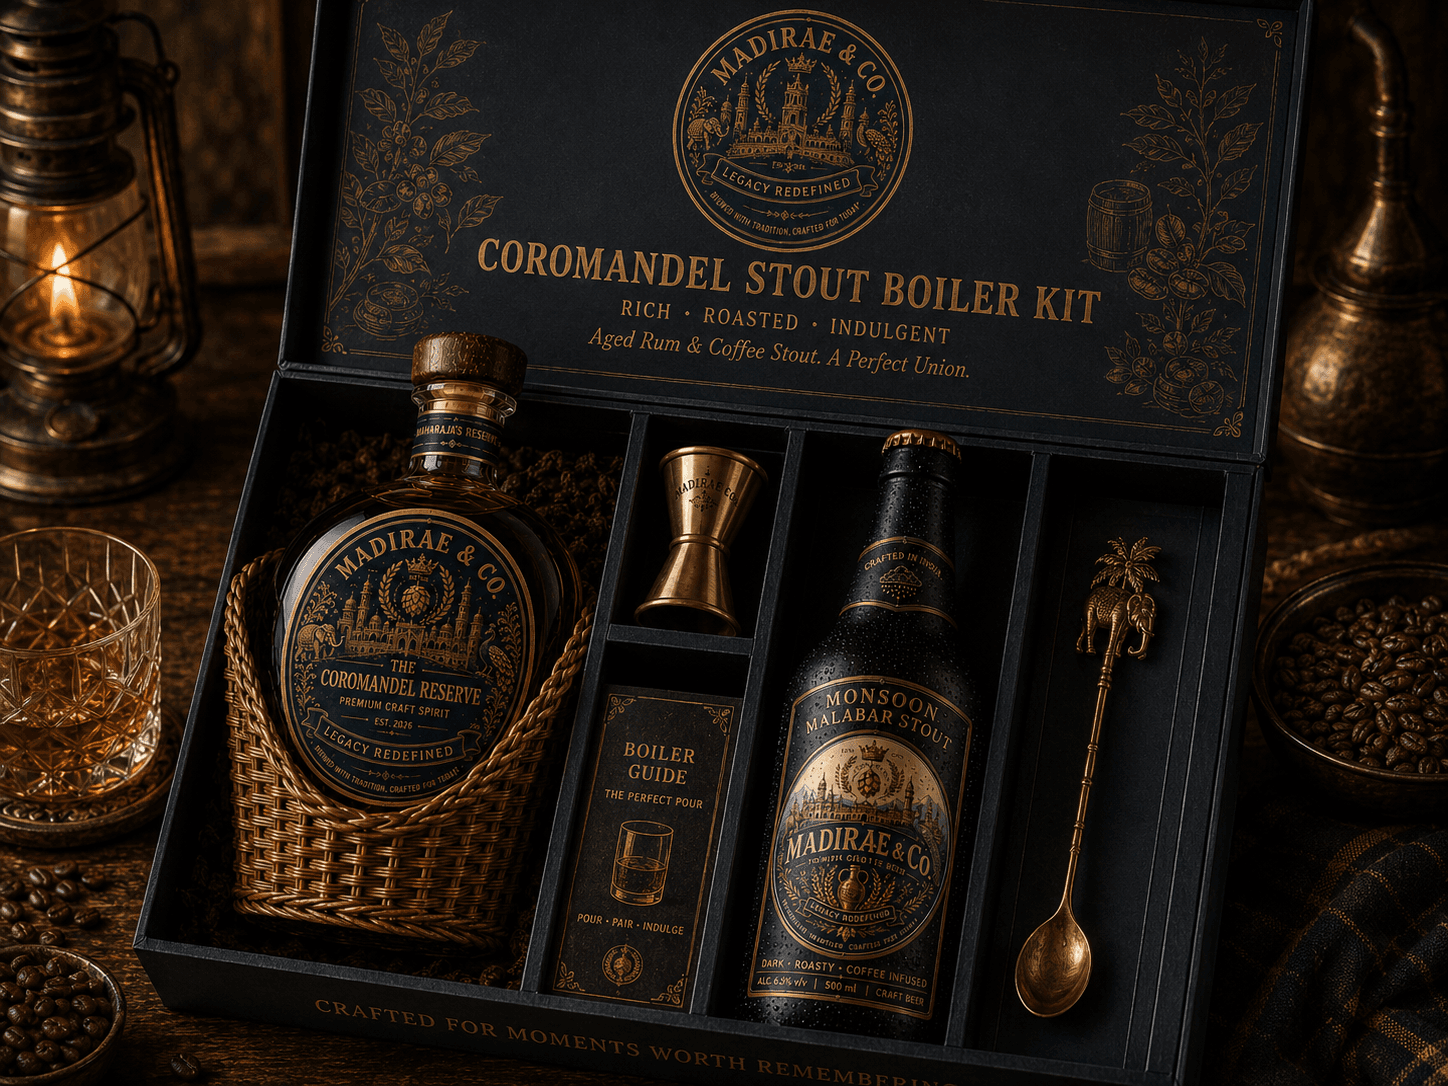 MADIRAE & CO.
LEGACY REDEFINED
BREWED WITH TRADITION, CRAFTED FOR TODAY
COROMANDEL STOUT BOILER KIT
RICH • ROASTED • INDULGENT
Aged Rum & Coffee Stout. A Perfect Union.
MAHARAJA'S RESERVE
MADIRAE & CO.
THE
COROMANDEL RESERVE
PREMIUM CRAFT SPIRIT
EST. 2026
LEGACY REDEFINED
BREWED WITH TRADITION, CRAFTED FOR TODAY
MADIRAE CO.
BOILER
GUIDE
THE PERFECT POUR
POUR • PAIR • INDULGE
CRAFTED IN INDIA
MONSOON
MALABAR STOUT
MADIRAE & Co.
DARK • ROASTY • COFFEE INFUSED
ALC 6.5% v/v | 500 ml | CRAFT BEER
CRAFTED FOR MOMENTS WORTH REMEMBERING